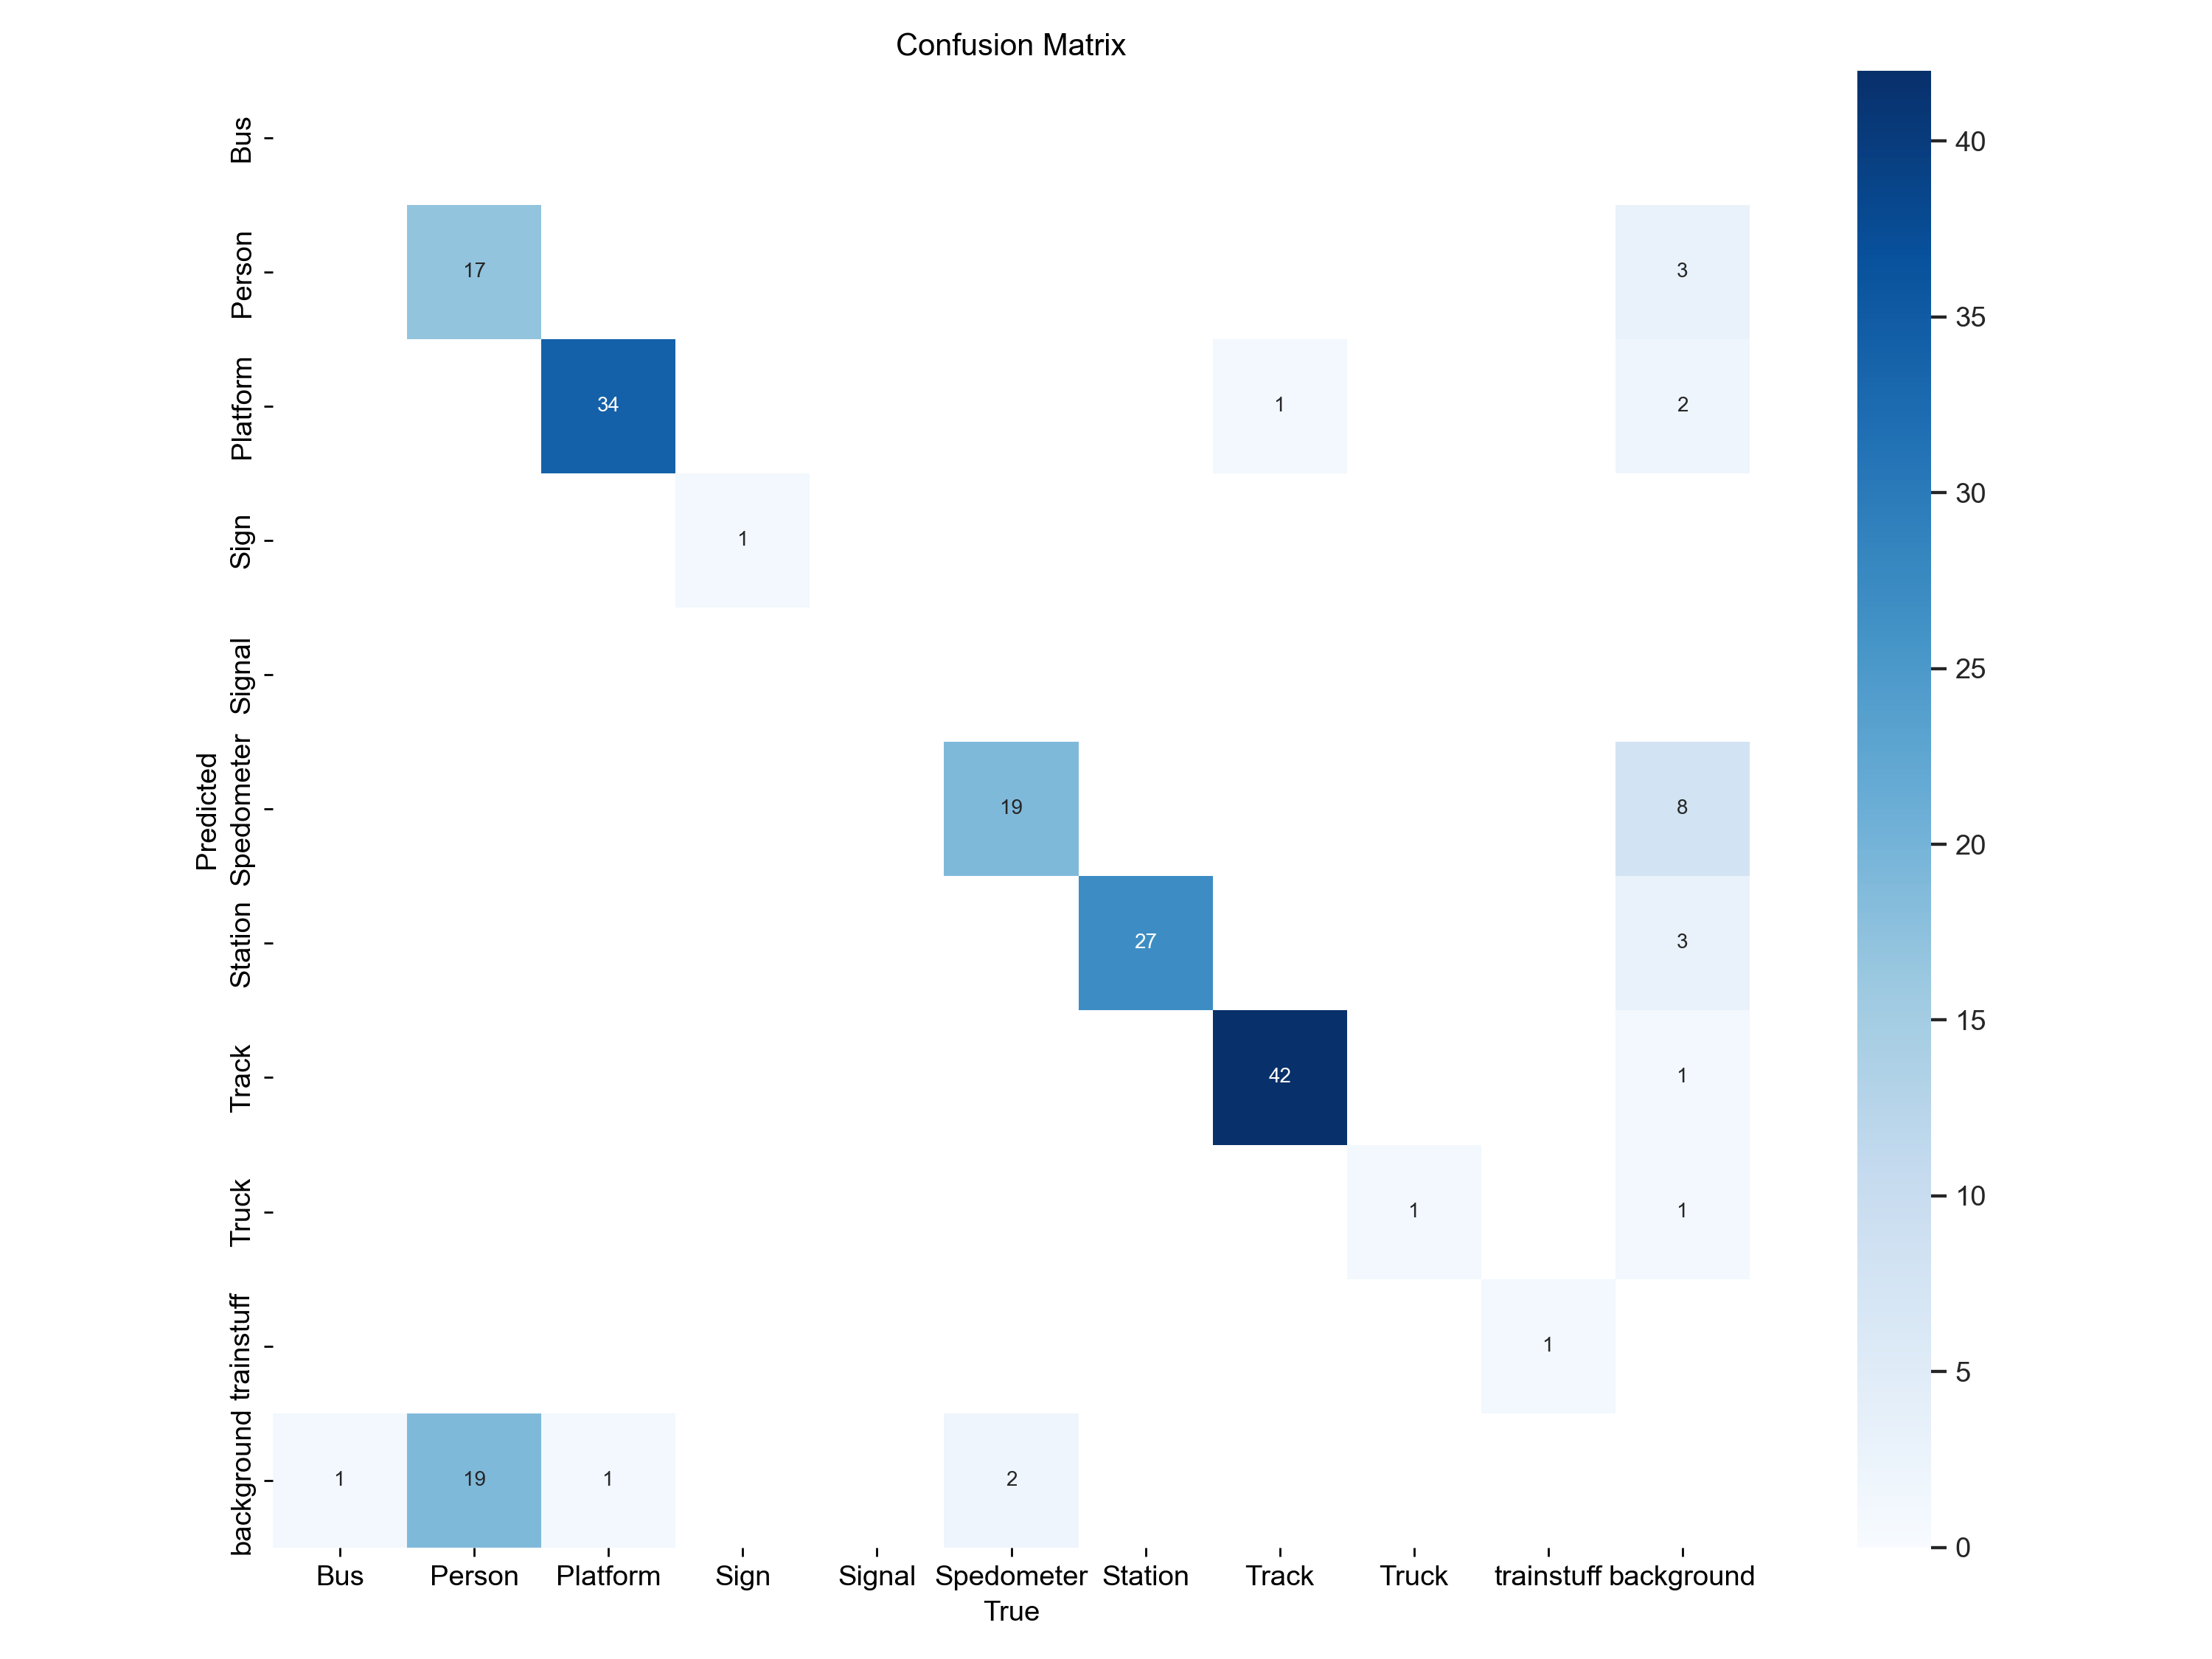 Confusion Matrix
Bus
Person
Platform
Sign
Signal
Spedometer
Station
Track
Truck
trainstuff
background
Predicted
17 3
34 1 2
1
19 8
27 3
42 1
1 1
1
1 19 1 2
Bus Person Platform Sign Signal Spedometer Station Track Truck trainstuff background
True
40
35
30
25
20
15
10
5
0